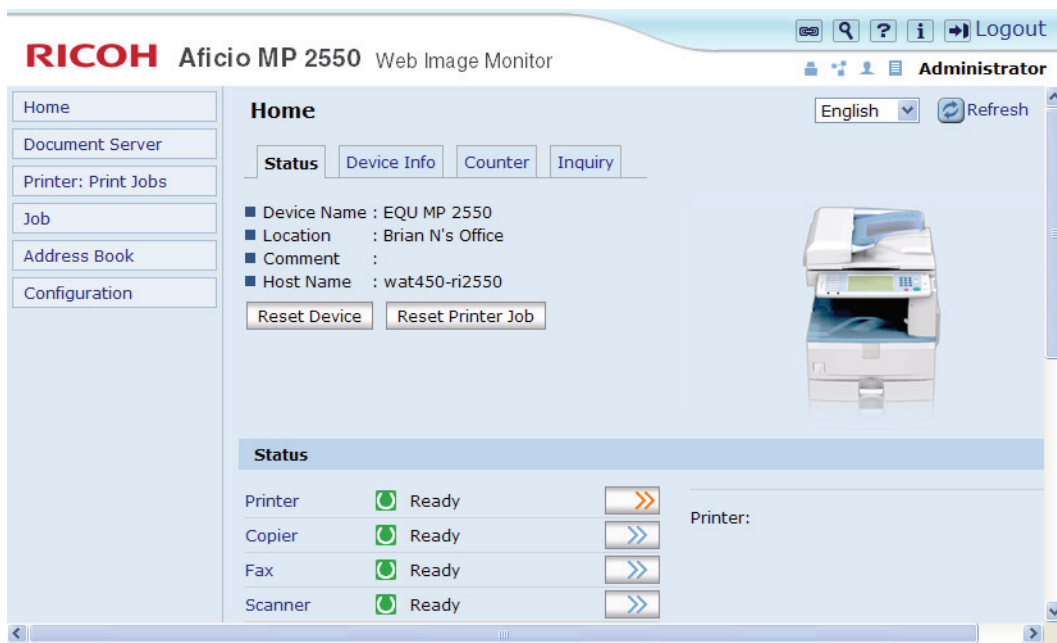 Logout
RICOH Aficio MP 2550 Web Image Monitor
Administrator
Home
Document Server
Printer: Print Jobs
Job
Address Book
Configuration
Home
English
Refresh
Status Device Info Counter Inquiry
Device Name : EQU MP 2550
Location : Brian N's Office
Comment :
Host Name : wat450-ri2550
Reset Device Reset Printer Job
Status
Printer Ready
Copier Ready
Fax Ready
Scanner Ready
Printer: